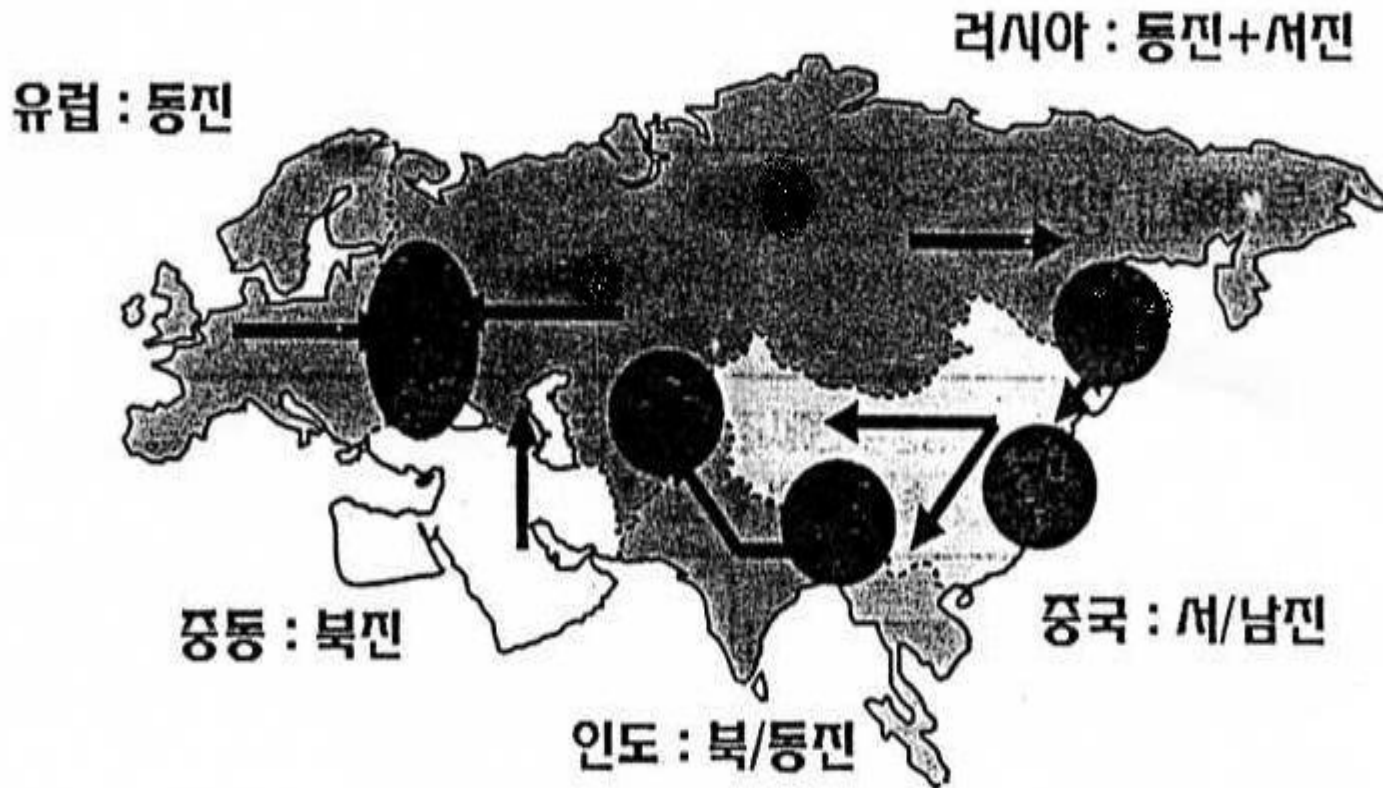 러시아 : 동진+서진
유럽 : 동진
중동 : 북진
중국 : 서/남진
인도 : 북/동진